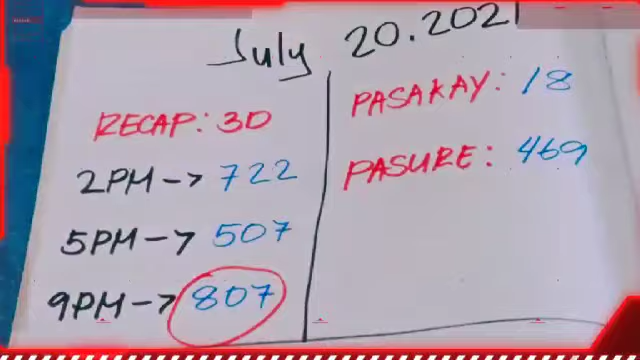 July 20.2021
RECAP: 3D
2PM-> 722
5PM-> 507
9PM-> 807
PASAKAY: 18
PASURE: 469